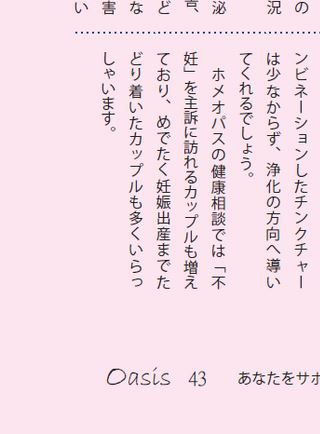 の
況
泌
言、
ど
な
害
い
ンビネーションしたチンクチャー
は少なからず、浄化の方向へ導い
てくれるでしょう。
ホメオパスの健康相談では「不
妊」を主訴に訪れるカップルも増え
ており、めでたく妊娠出産までた
どり着いたカップルも多くいらっ
しゃいます。
Oasis 43 あなたをサポ